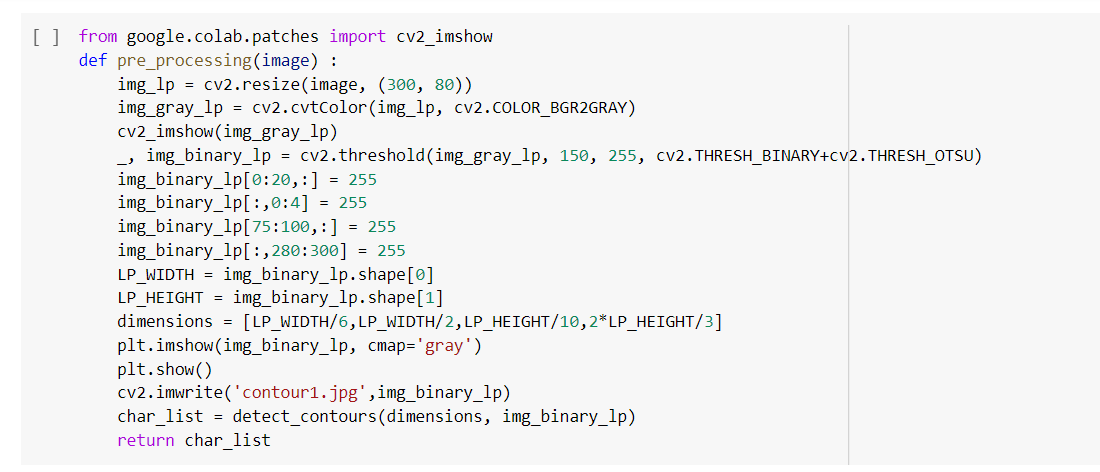 [ ] from google.colab.patches import cv2_imshow
def pre_processing(image) :
    img_lp = cv2.resize(image, (300, 80))
    img_gray_lp = cv2.cvtColor(img_lp, cv2.COLOR_BGR2GRAY)
    cv2_imshow(img_gray_lp)
    _, img_binary_lp = cv2.threshold(img_gray_lp, 150, 255, cv2.THRESH_BINARY+cv2.THRESH_OTSU)
    img_binary_lp[0:20,:] = 255
    img_binary_lp[:,0:4] = 255
    img_binary_lp[75:100,:] = 255
    img_binary_lp[:,280:300] = 255
    LP_WIDTH = img_binary_lp.shape[0]
    LP_HEIGHT = img_binary_lp.shape[1]
    dimensions = [LP_WIDTH/6,LP_WIDTH/2,LP_HEIGHT/10,2*LP_HEIGHT/3]
    plt.imshow(img_binary_lp, cmap='gray')
    plt.show()
    cv2.imwrite('contour1.jpg',img_binary_lp)
    char_list = detect_contours(dimensions, img_binary_lp)
    return char_list